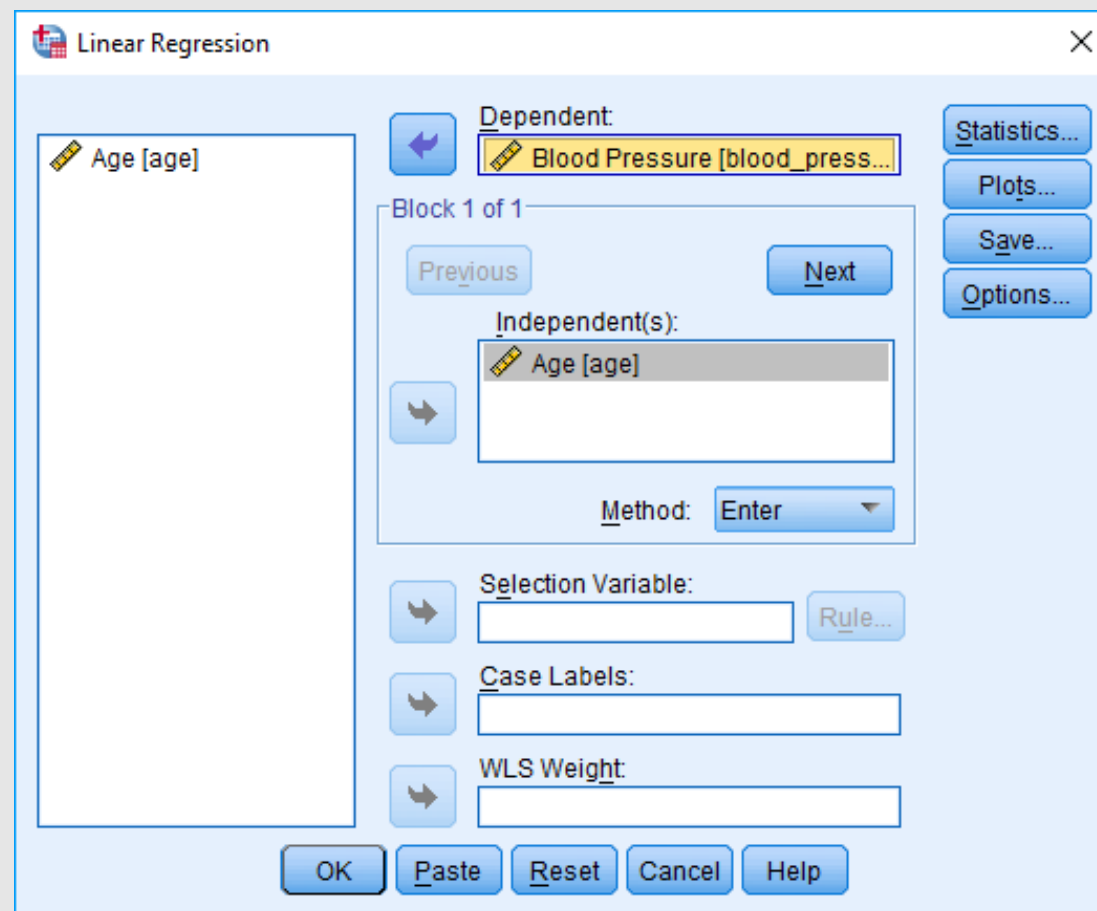 Linear Regression
Age [age]
Dependent:
Blood Pressure [blood_press...
Block 1 of 1
Previous
Next
Independent(s):
Age [age]
Method:
Enter
Selection Variable:
Rule...
Case Labels:
WLS Weight:
Statistics...
Plots...
Save...
Options...
OK
Paste
Reset
Cancel
Help